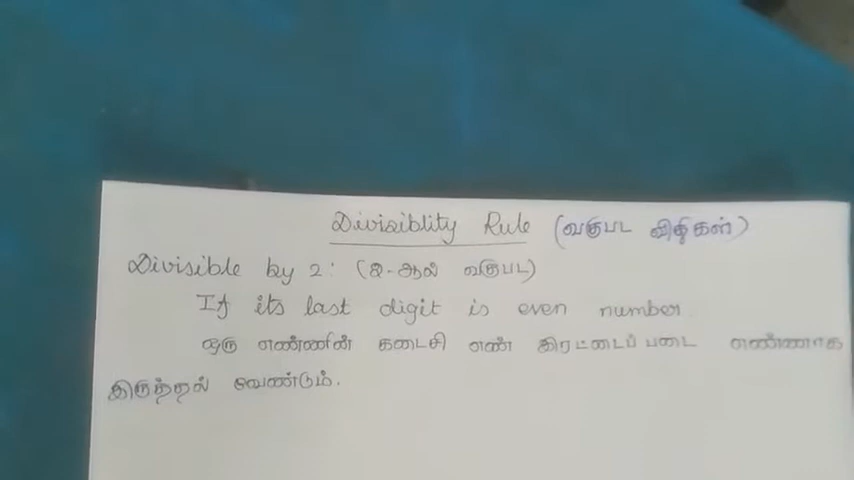 Divisiblity Rule (வகுபட விதிகள்)
Divisible by 2: (2-ஆல் வகுபட)
If its last digit is even number
ஒரு எண்ணின் கடைசி எண் இரட்டைப் படை எண்ணாக
இருத்தல் வேண்டும்.